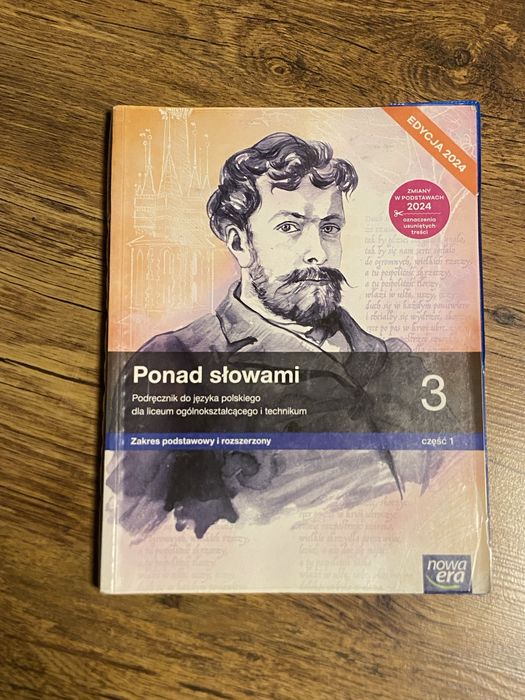 EDYCJA 2024
ZMIANY
W PODSTAWACH
2024
oznaczenia
usuniętych
treści
Ponad słowami
Podręcznik do języka polskiego
dla liceum ogólnokształcącego i technikum
3
Zakres podstawowy i rozszerzony
część 1
nowa
era